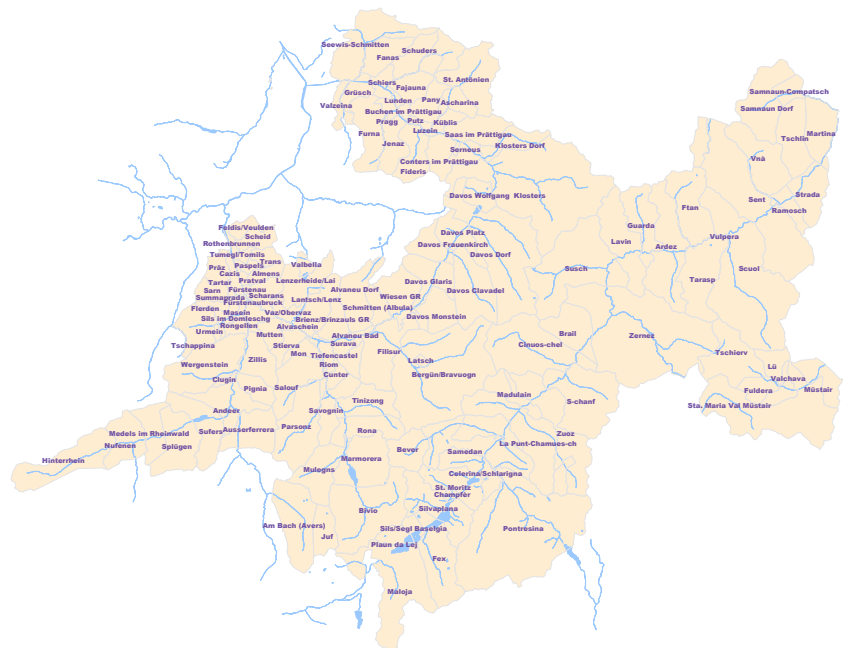 Seewis-Schmitten
Schuders
Fanas
St. Antönien
Schiers
Fajauna
Grüsch
Lunden
Pany
Ascharina
Valzeina
Buchen im Prättigau
Pragg
Putz
Küblis
Luzein
Furna
Saas im Prättigau
Jenaz
Serneus
Klosters Dorf
Conters im Prättigau
Fideris
Davos Wolfgang
Klosters
Samnaun-Compatsch
Samnaun Dorf
Martina
Tschlin
Vnà
Strada
Sent
Ramosch
Ftan
Guarda
Vulpera
Lavin
Ardez
Scuol
Tarasp
Susch
Feldis/Veulden
Scheid
Rothenbrunnen
Tumegl/Tomils
Trans
Präz
Paspels
Cazis
Almens
Valbella
Tartar
Pratval
Lenzerheide/Lai
Sarn
Fürstenau
Summaprada
Scharans
Fürstenaubruck
Lantsch/Lenz
Alvaneu Dorf
Flerden
Masein
Vaz/Obervaz
Schmitten (Albula)
Wiesen GR
Sils im Domleschg
Brienz/Brinzauls GR
Rongellen
Alvaschein
Urmein
Mutten
Alvaneu Bad
Tschappina
Stierva
Surava
Mon
Tiefencastel
Filisur
Wergenstein
Zillis
Riom
Latsch
Cunter
Bergün/Bravuogn
Clugin
Pignia
Salouf
Davos Platz
Davos Frauenkirch
Davos Dorf
Davos Glaris
Davos Clavadel
Davos Monstein
Brail
Cinuos-chel
Zernez
Tschierv
Lü
Valchava
Fuldera
Müstair
Sta. Maria Val Müstair
Tinizong
Madulain
S-chanf
Andeer
Savognin
Medels im Rheinwald
Sufers
Ausserferrera
Parsonz
Rona
Zuoz
Nufenen
Splügen
La Punt-Chamues-ch
Hinterrhein
Marmorera
Bever
Samedan
Mulegns
Celerina/Schlarigna
St. Moritz
Champfèr
Bivio
Silvaplana
Am Bach (Avers)
Juf
Sils/Segl Baselgia
Pontresina
Plaun da Lej
Fex
Maloja